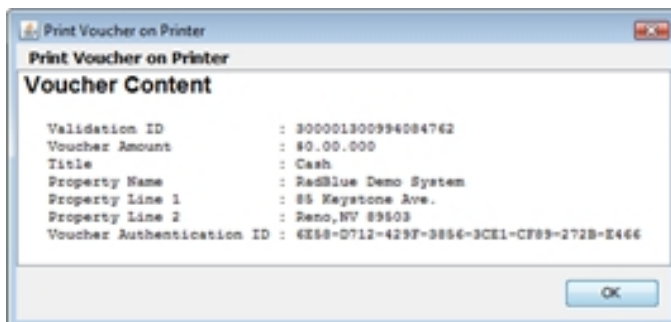 Print Voucher on Printer
Print Voucher on Printer
Voucher Content
Validation ID : 300001300994084762
Voucher Amount : $0.00.000
Title : Cash
Property Name : RadBlue Demo System
Property Line 1 : 85 Keystone Ave.
Property Line 2 : Reno,NV 89503
Voucher Authentication ID : 6E58-D712-429F-3856-3CE1-CF89-272B-E466
OK